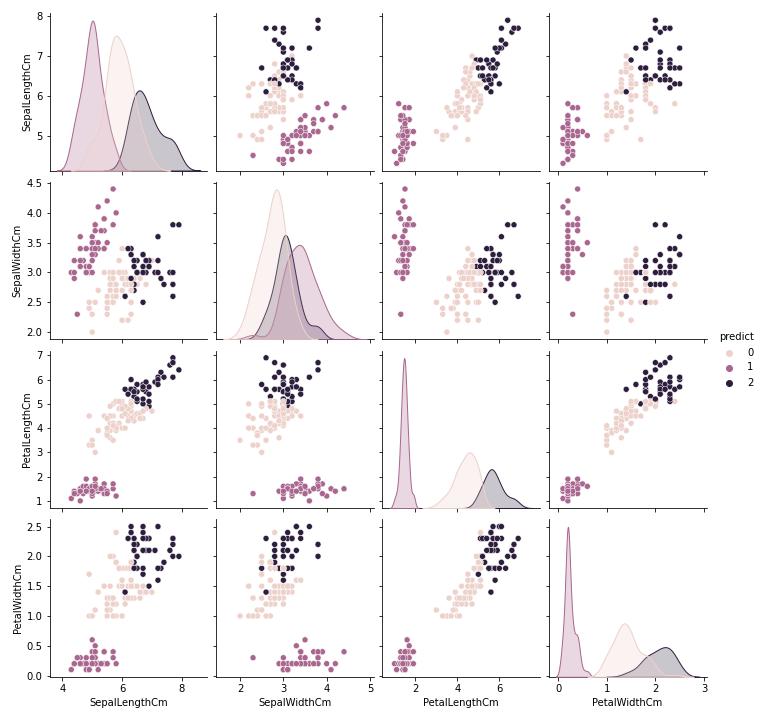 8
7
6
5
SepalLengthCm
4.5
4.0
3.5
3.0
2.5
2.0
SepalWidthCm
predict
0
1
2
7
6
5
4
3
2
1
PetalLengthCm
2.5
2.0
1.5
1.0
0.5
0.0
PetalWidthCm
4 6 8
2 3 4 5
2 4 6
0 1 2 3
SepalLengthCm SepalWidthCm PetalLengthCm PetalWidthCm